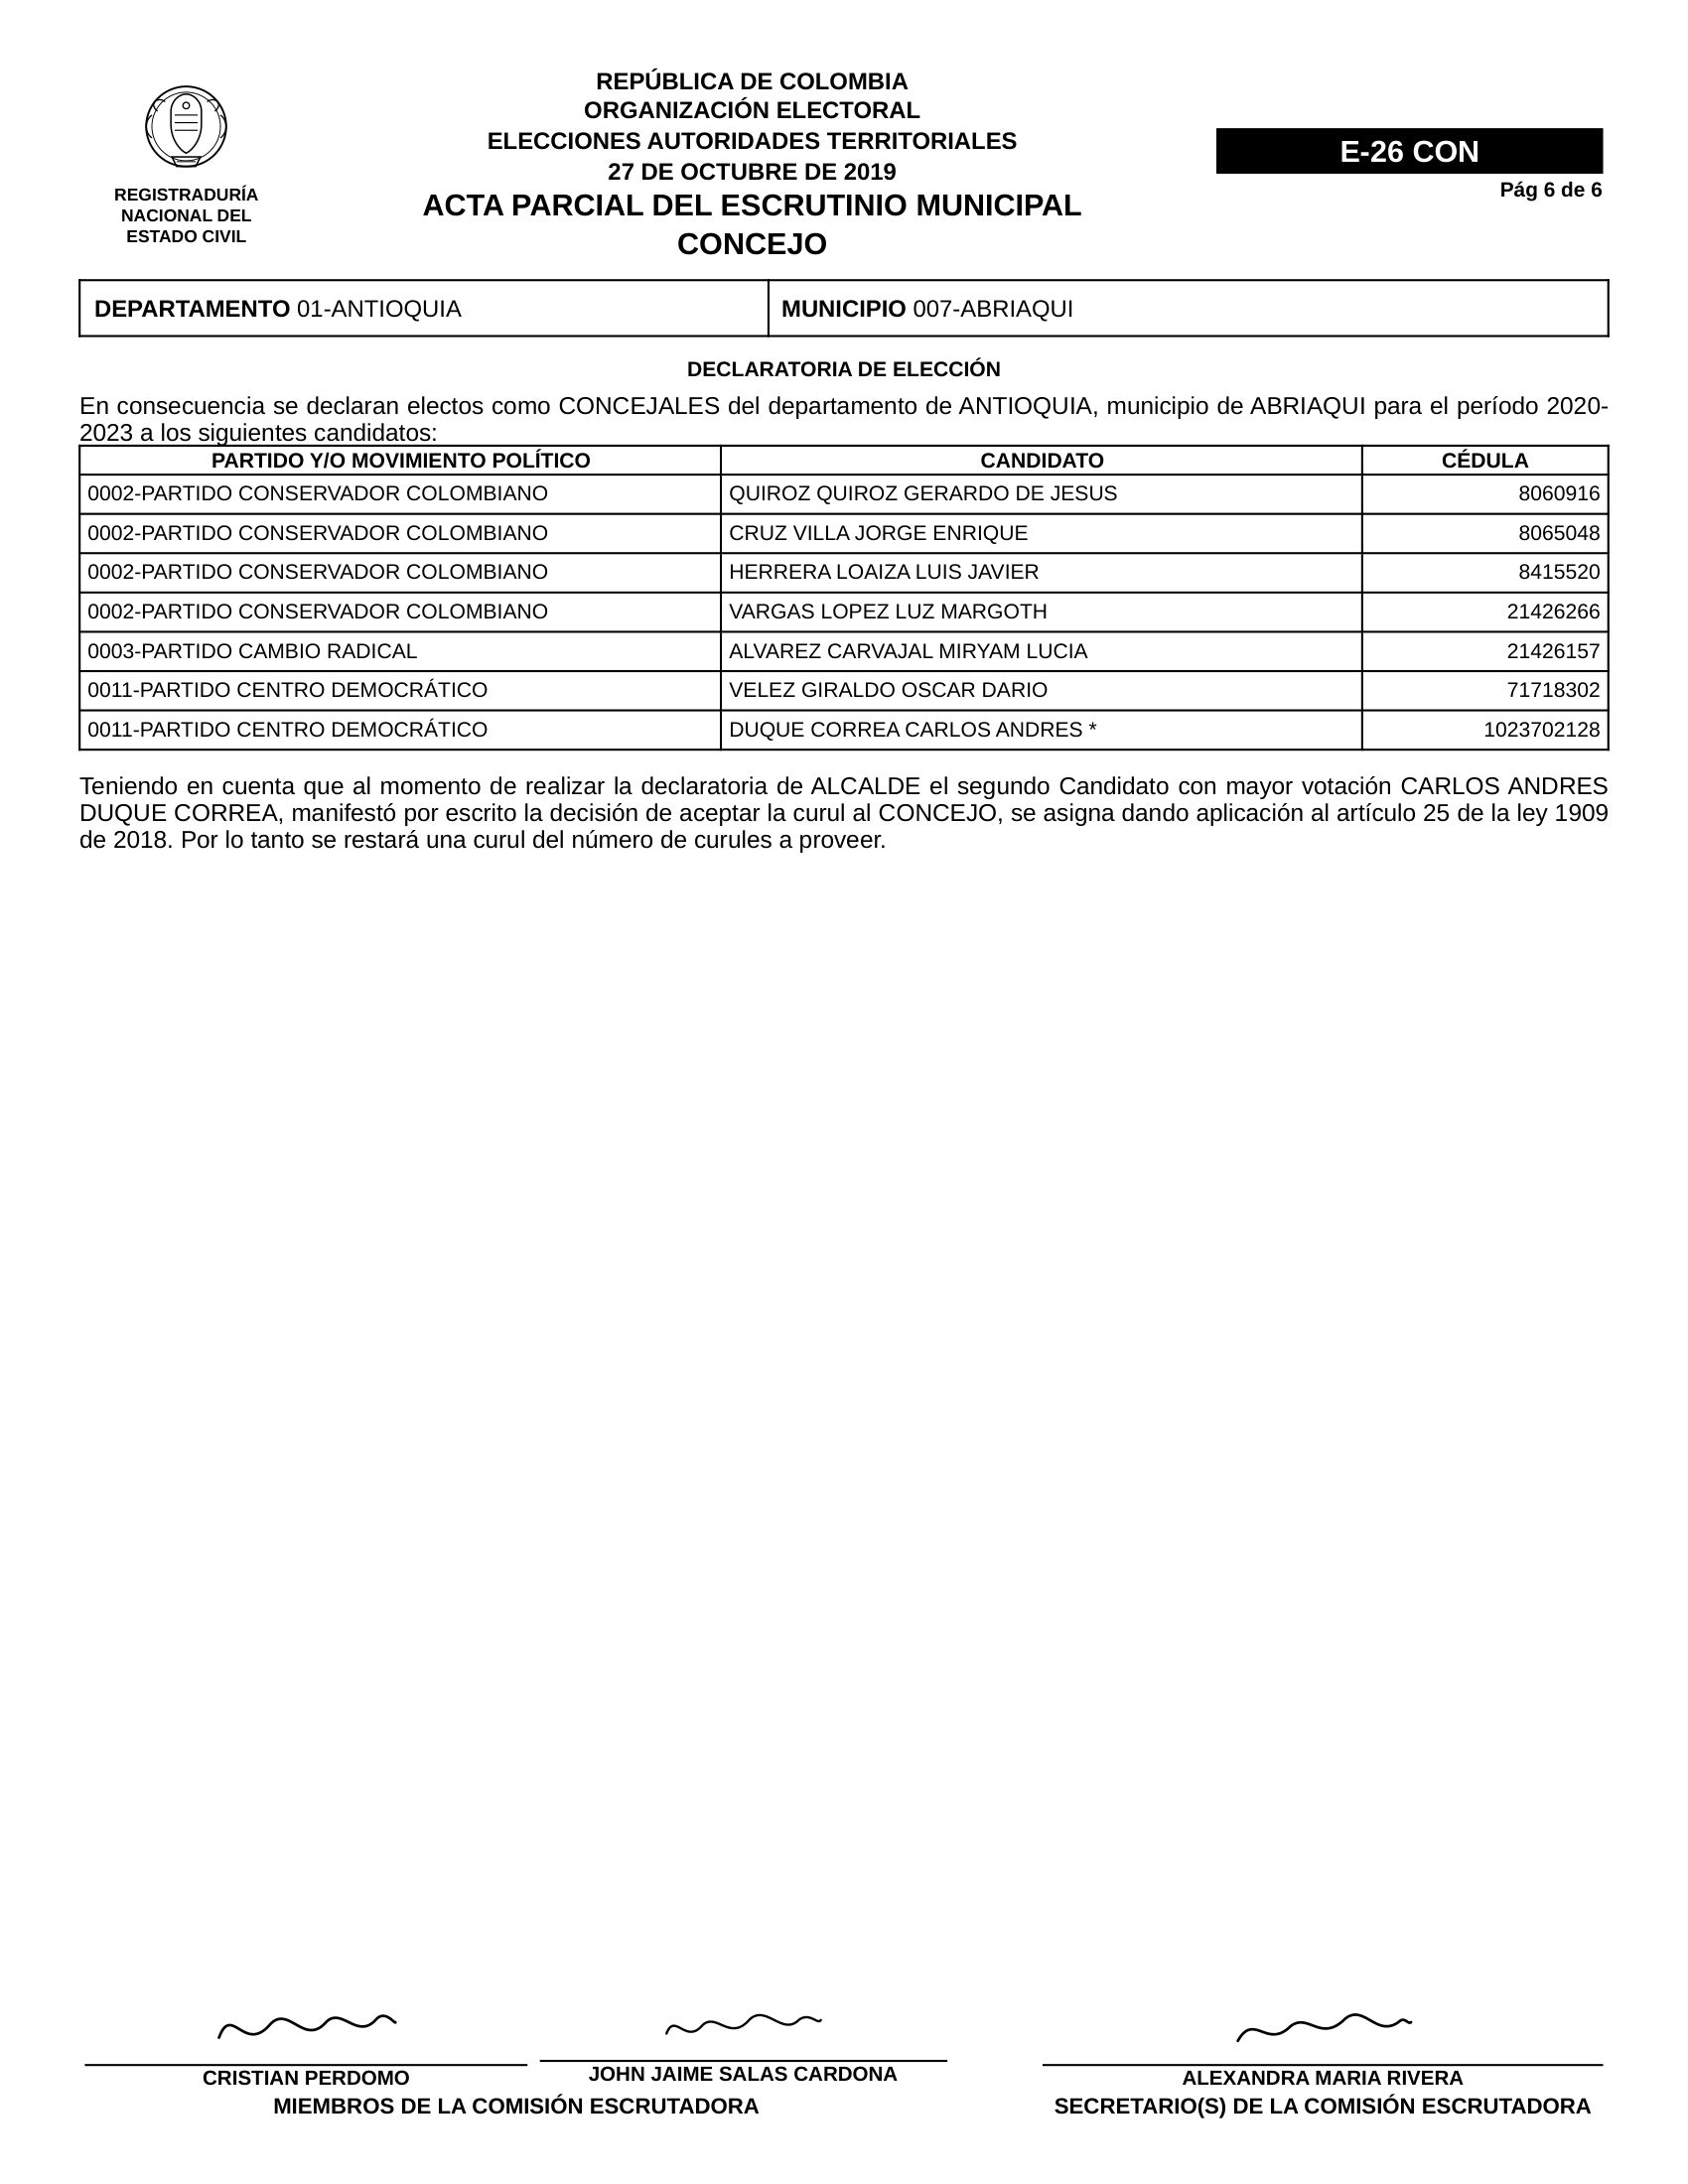 REPÚBLICA DE COLOMBIA
ORGANIZACIÓN ELECTORAL
ELECCIONES AUTORIDADES TERRITORIALES
27 DE OCTUBRE DE 2019
ACTA PARCIAL DEL ESCRUTINIO MUNICIPAL
CONCEJO
REGISTRADURÍA
NACIONAL DEL
ESTADO CIVIL
E-26 CON
Pág 6 de 6
DEPARTAMENTO 01-ANTIOQUIA MUNICIPIO 007-ABRIAQUI
DECLARATORIA DE ELECCIÓN
En consecuencia se declaran electos como CONCEJALES del departamento de ANTIOQUIA, municipio de ABRIAQUI para el período 2020-
2023 a los siguientes candidatos:
PARTIDO Y/O MOVIMIENTO POLÍTICO CANDIDATO CÉDULA
0002-PARTIDO CONSERVADOR COLOMBIANO QUIROZ QUIROZ GERARDO DE JESUS 8060916
0002-PARTIDO CONSERVADOR COLOMBIANO CRUZ VILLA JORGE ENRIQUE 8065048
0002-PARTIDO CONSERVADOR COLOMBIANO HERRERA LOAIZA LUIS JAVIER 8415520
0002-PARTIDO CONSERVADOR COLOMBIANO VARGAS LOPEZ LUZ MARGOTH 21426266
0003-PARTIDO CAMBIO RADICAL ALVAREZ CARVAJAL MIRYAM LUCIA 21426157
0011-PARTIDO CENTRO DEMOCRÁTICO VELEZ GIRALDO OSCAR DARIO 71718302
0011-PARTIDO CENTRO DEMOCRÁTICO DUQUE CORREA CARLOS ANDRES * 1023702128
Teniendo en cuenta que al momento de realizar la declaratoria de ALCALDE el segundo Candidato con mayor votación CARLOS ANDRES
DUQUE CORREA, manifestó por escrito la decisión de aceptar la curul al CONCEJO, se asigna dando aplicación al artículo 25 de la ley 1909
de 2018. Por lo tanto se restará una curul del número de curules a proveer.
CRISTIAN PERDOMO JOHN JAIME SALAS CARDONA ALEXANDRA MARIA RIVERA
MIEMBROS DE LA COMISIÓN ESCRUTADORA SECRETARIO(S) DE LA COMISIÓN ESCRUTADORA